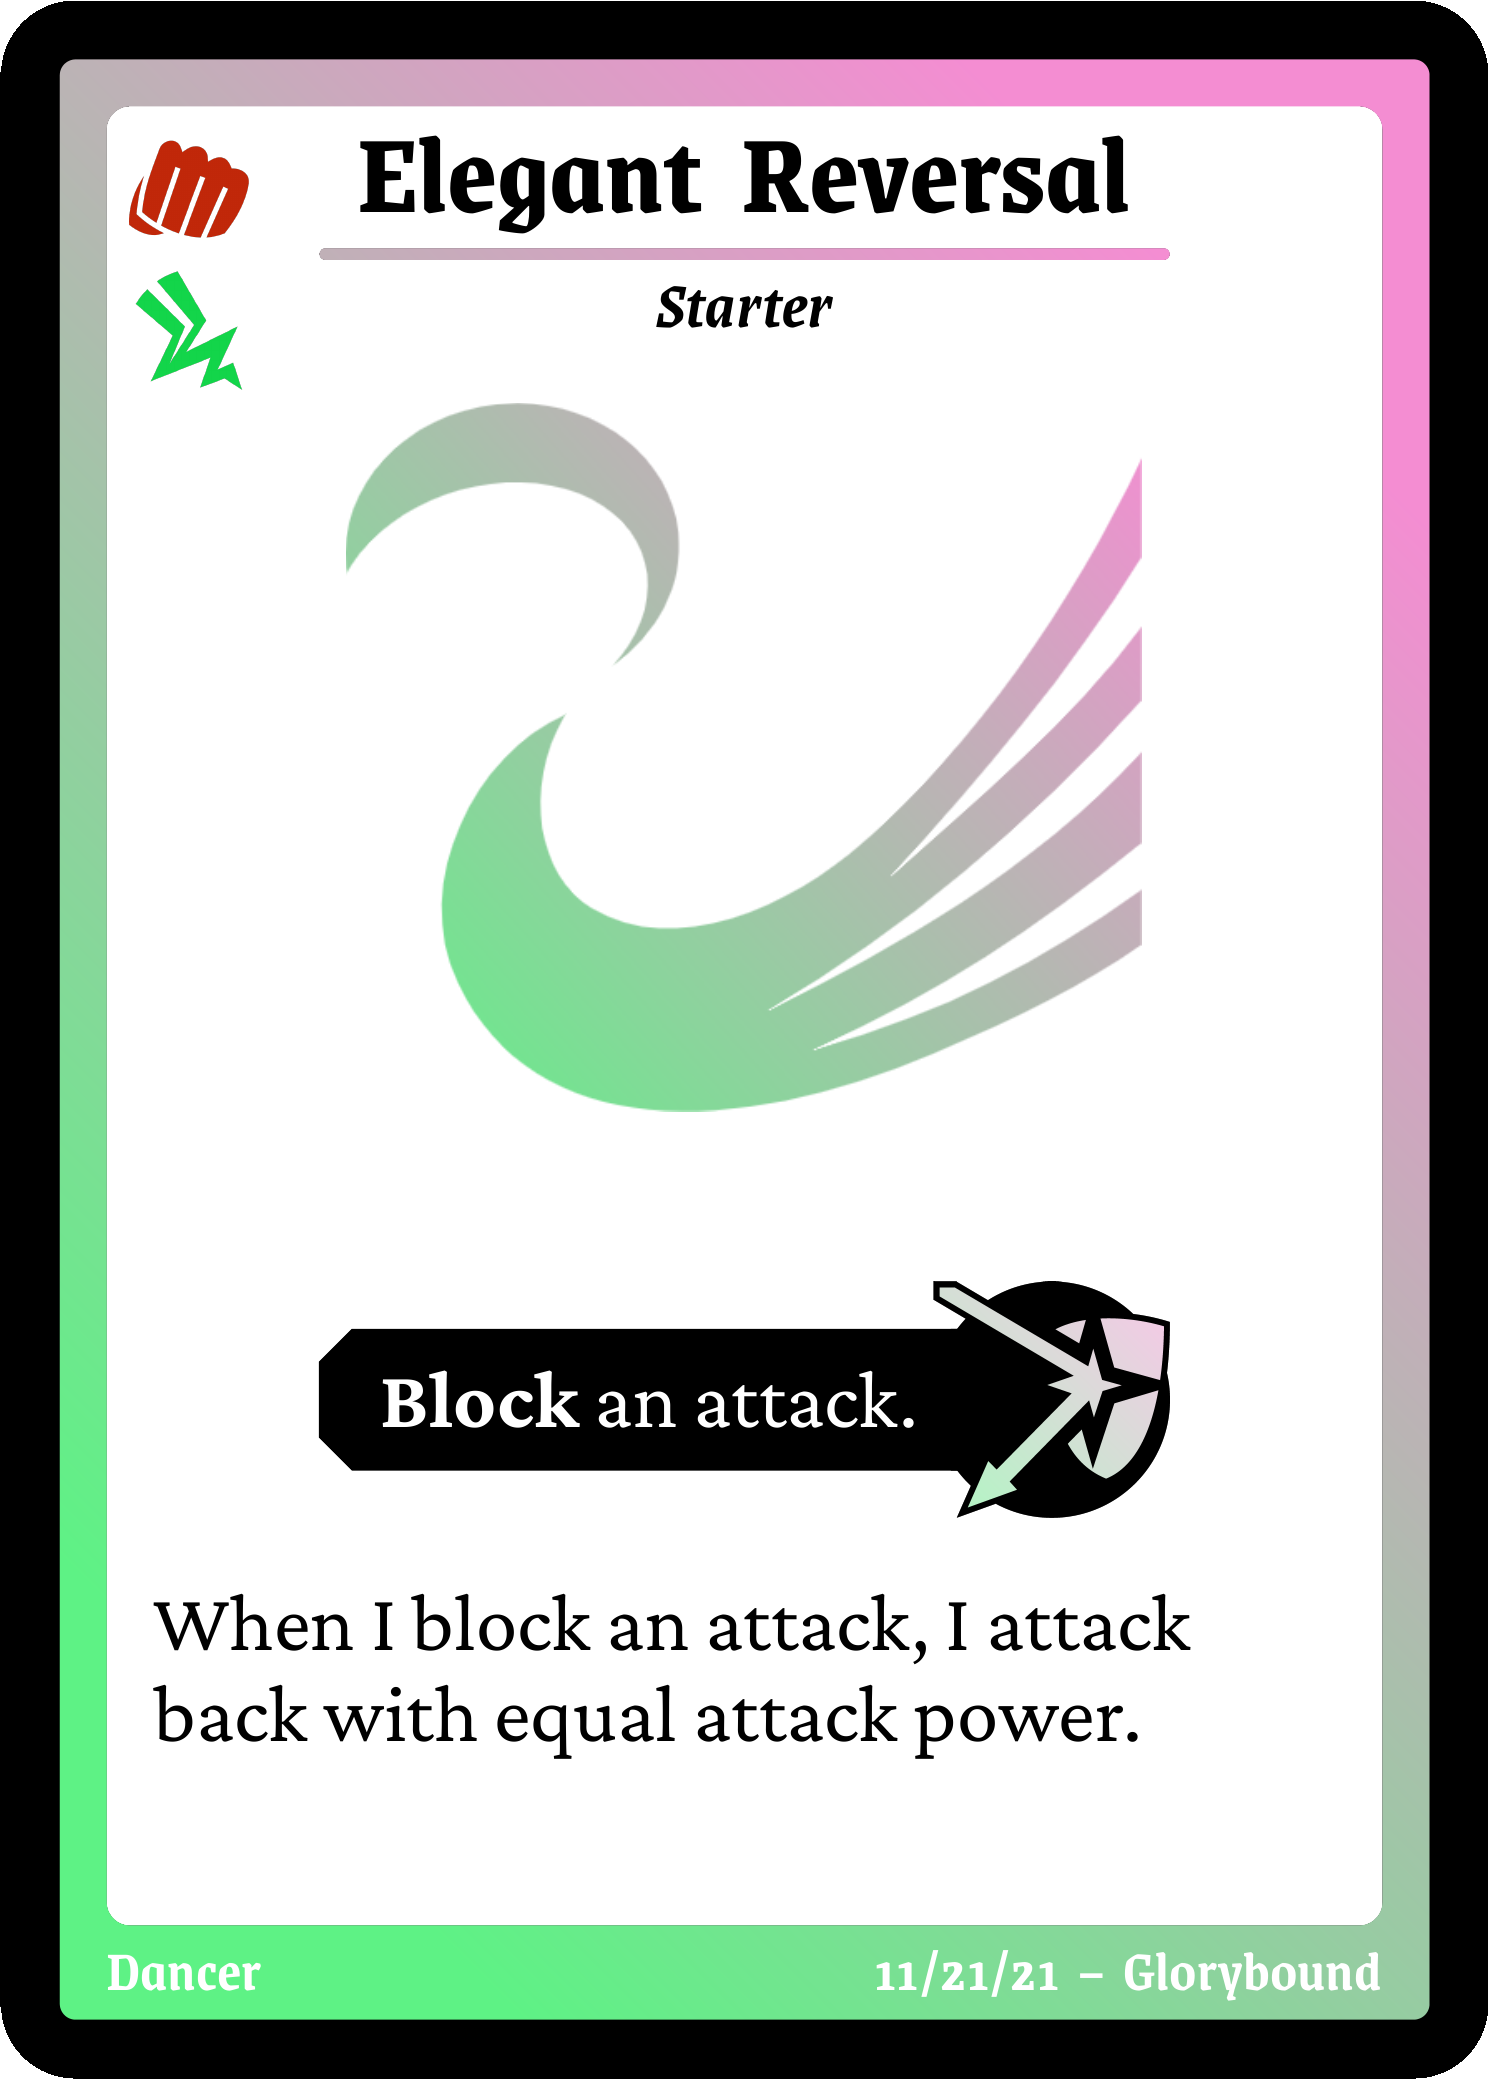 Elegant Reversal
Starter
Block an attack.
When I block an attack, I attack
back with equal attack power.
Dancer
11/21/21 – Glorybound